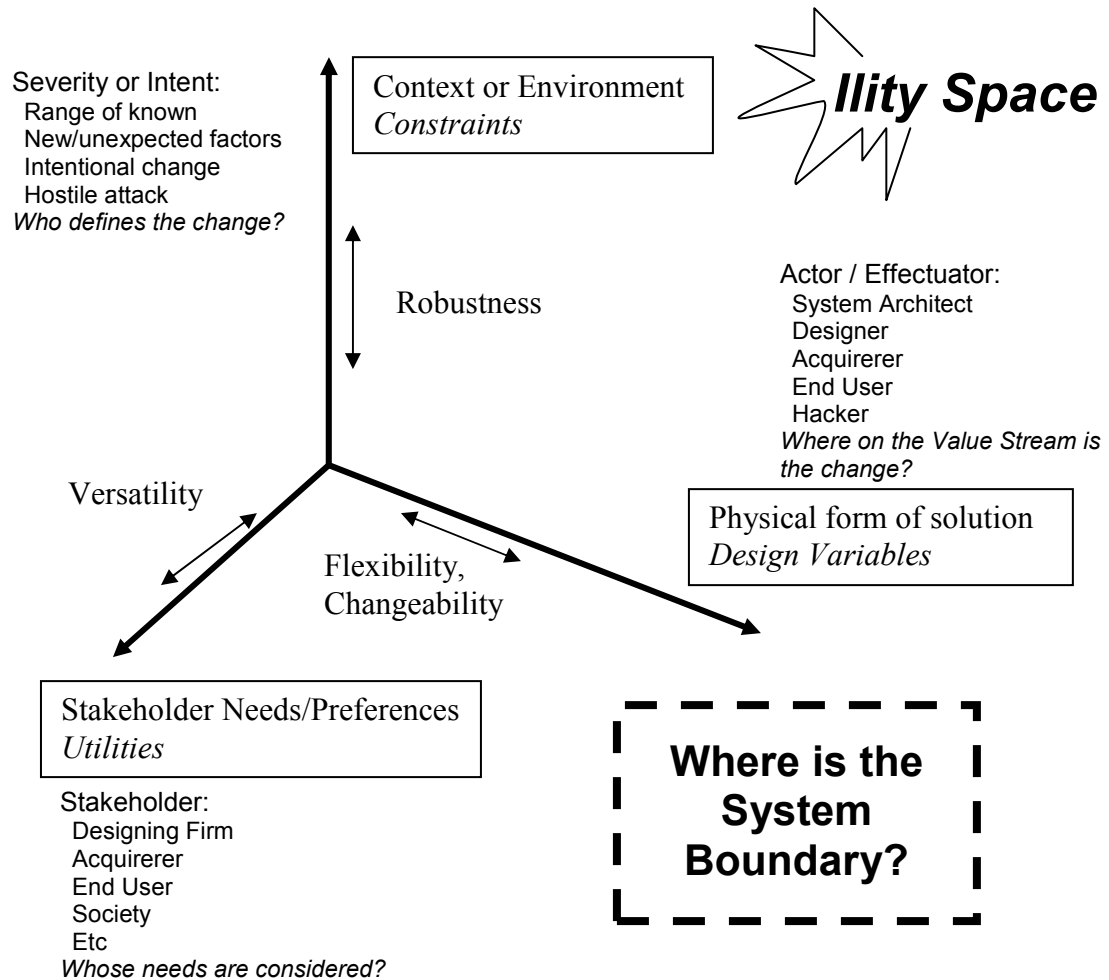 Severity or Intent:
Range of known
New/unexpected factors
Intentional change
Hostile attack
Who defines the change?
Context or Environment
Constraints
Ility Space
Robustness
Actor / Effectuator:
System Architect
Designer
Acquirerer
End User
Hacker
Where on the Value Stream is
the change?
Versatility
Flexibility,
Changeability
Physical form of solution
Design Variables
Stakeholder Needs/Preferences
Utilities
Stakeholder:
Designing Firm
Acquirerer
End User
Society
Etc
Whose needs are considered?
Where is the
System
Boundary?